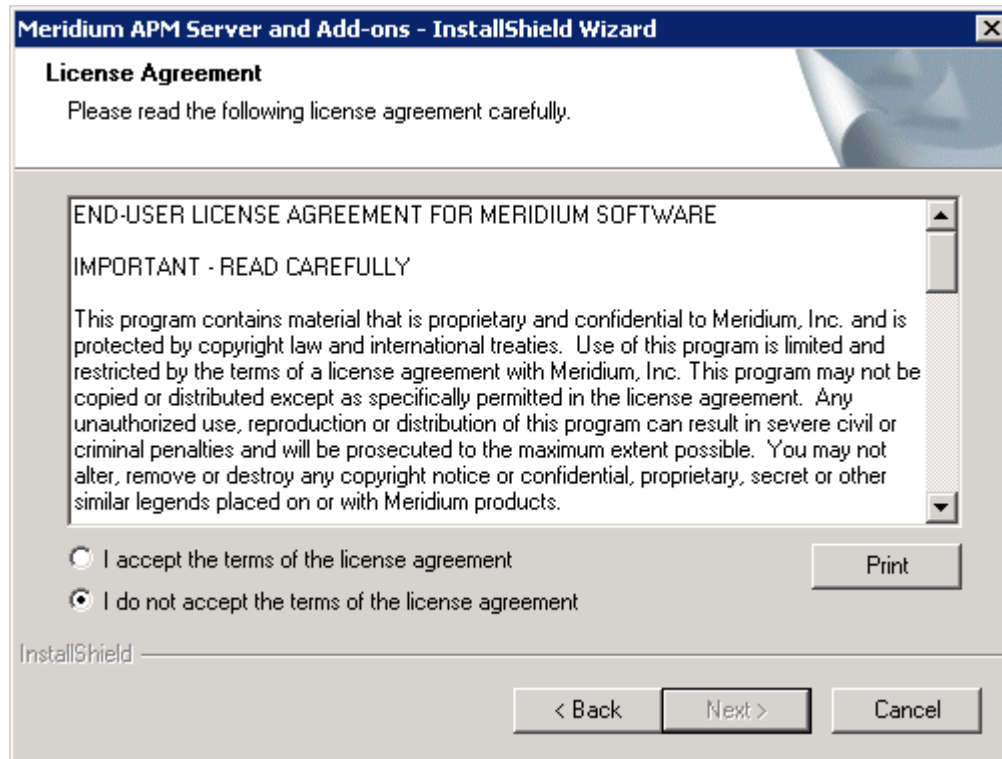 Meridium APM Server and Add-ons - InstallShield Wizard
License Agreement
Please read the following license agreement carefully.
END-USER LICENSE AGREEMENT FOR MERIDIUM SOFTWARE
IMPORTANT - READ CAREFULLY
This program contains material that is proprietary and confidential to Meridium, Inc. and is
protected by copyright law and international treaties.  Use of this program is limited and
restricted by the terms of a license agreement with Meridium, Inc. This program may not be
copied or distributed except as specifically permitted in the license agreement.  Any
unauthorized use, reproduction or distribution of this program can result in severe civil or
criminal penalties and will be prosecuted to the maximum extent possible.  You may not
alter, remove or destroy any copyright notice or confidential, proprietary, secret or other
similar legends placed on or with Meridium products.
I accept the terms of the license agreement
Print
I do not accept the terms of the license agreement
InstallShield
< Back
Next >
Cancel